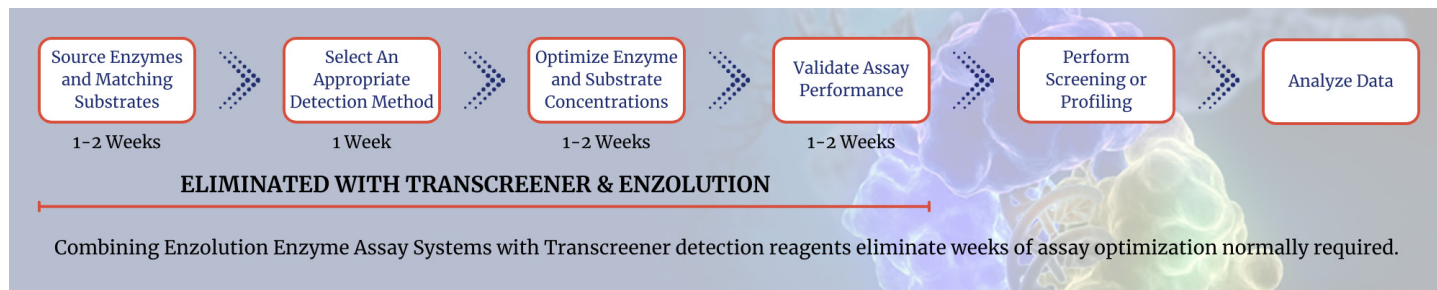 Source Enzymes
and Matching
Substrates
Select An
Appropriate
Detection Method
Optimize Enzyme
and Substrate
Concentrations
Validate Assay
Performance
Perform
Screening or
Profiling
Analyze Data
1-2 Weeks
1 Week
1-2 Weeks
1-2 Weeks
ELIMINATED WITH TRANSCREENER & ENZOLUTION
Combining Enzolution Enzyme Assay Systems with Transcreener detection reagents eliminate weeks of assay optimization normally required.